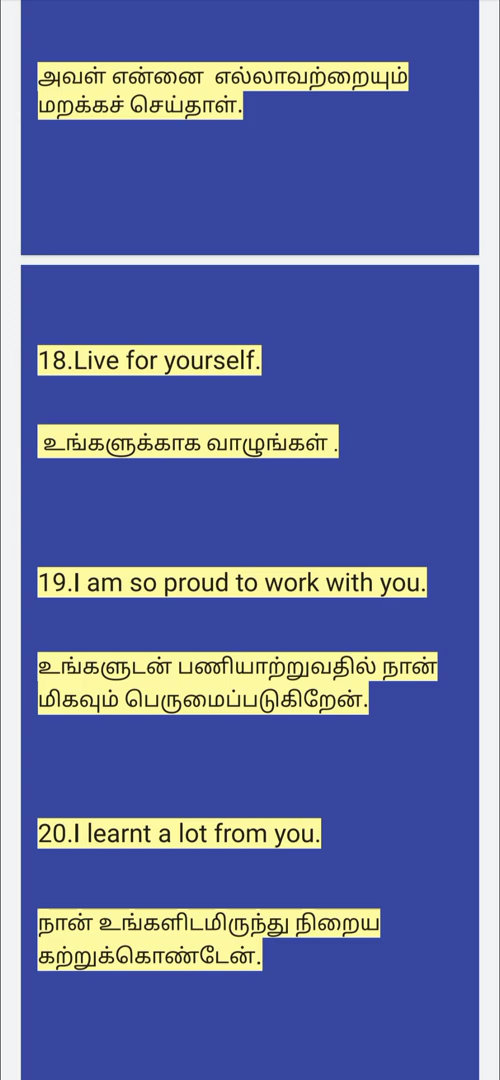 அவள் என்னை எல்லாவற்றையும்
மறக்கச் செய்தாள்.
18.Live for yourself.
உங்களுக்காக வாழுங்கள் .
19.I am so proud to work with you.
உங்களுடன் பணியாற்றுவதில் நான்
மிகவும் பெருமைப்படுகிறேன்.
20.I learnt a lot from you.
நான் உங்களிடமிருந்து நிறைய
கற்றுக்கொண்டேன்.